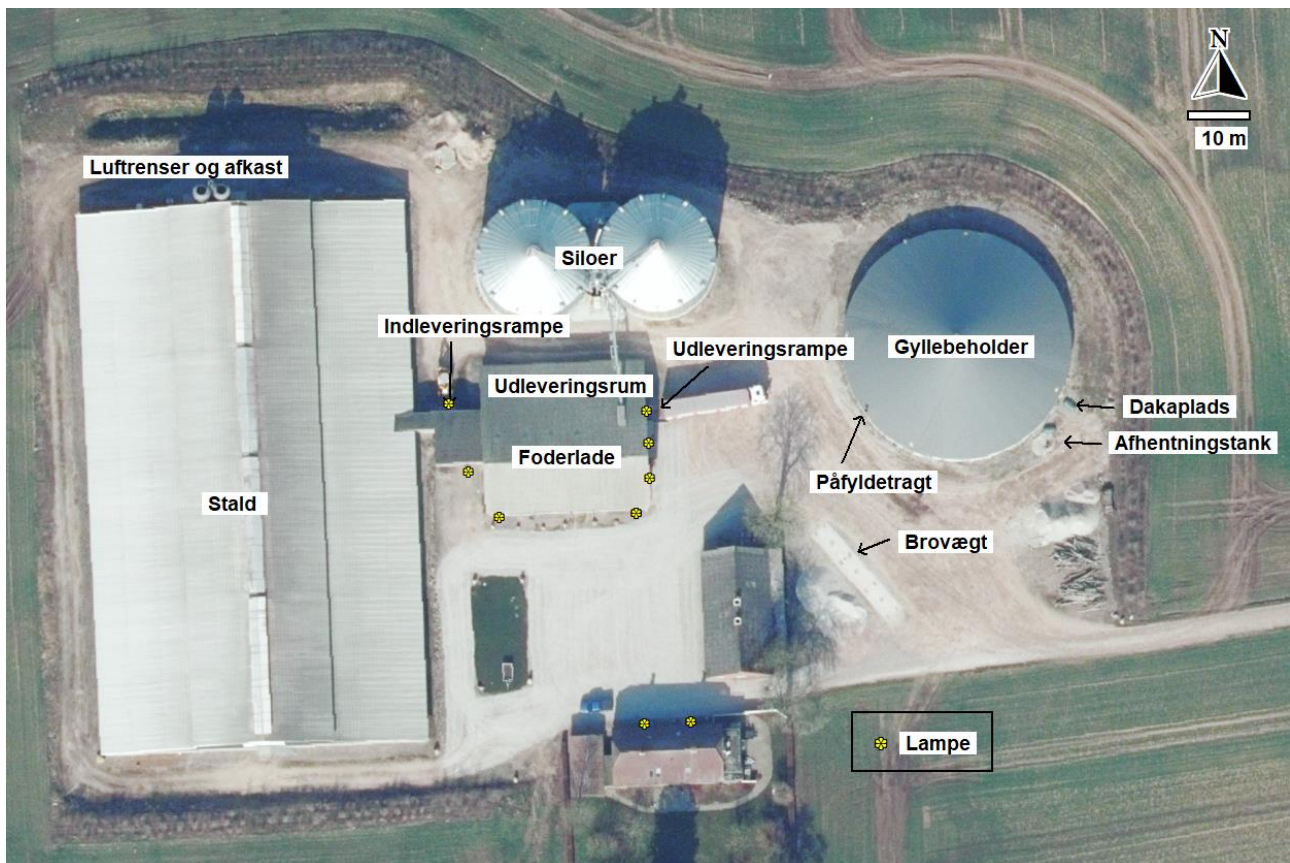 N
10 m
Luftrenser og afkast
Siloer
Indleveringsrampe
Udleveringsrampe
Gyllebeholder
Udleveringsrum
Dakaplads
Afhentningstank
Foderlade
Påfyldetragt
Stald
Brovægt
Lampe